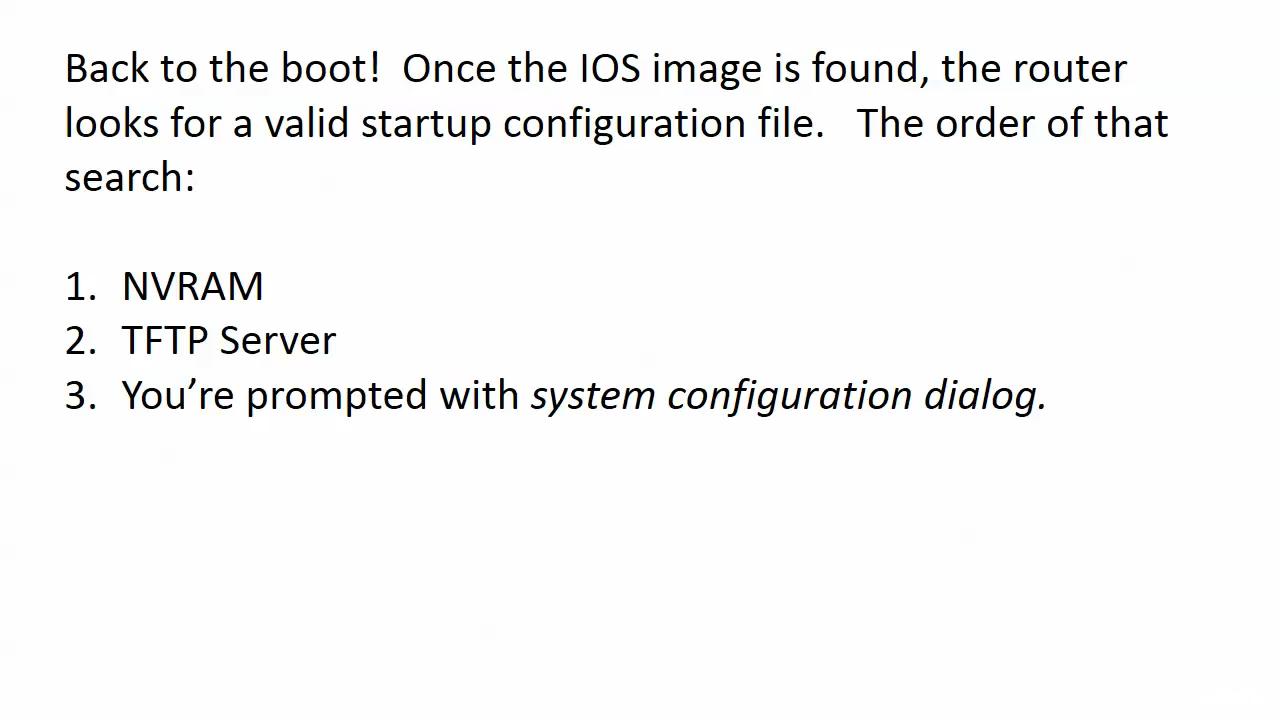 Back to the boot!  Once the IOS image is found, the router
looks for a valid startup configuration file.   The order of that
search:
1. NVRAM
2. TFTP Server
3. You’re prompted with system configuration dialog.